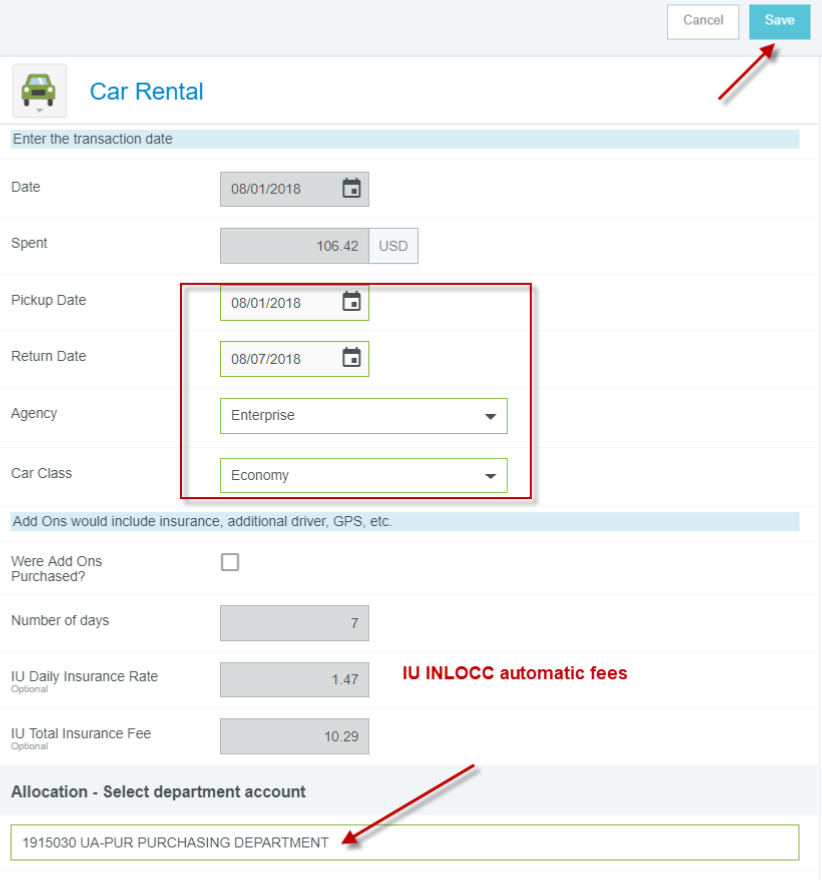 Cancel
Save
Car Rental
Enter the transaction date
Date
08/01/2018
Spent
106.42 USD
Pickup Date
08/01/2018
Return Date
08/07/2018
Agency
Enterprise
Car Class
Economy
Add Ons would include insurance, additional driver, GPS, etc.
Were Add Ons
Purchased?
Number of days
7
IU Daily Insurance Rate
Optional
1.47
IU INLOCC automatic fees
IU Total Insurance Fee
Optional
10.29
Allocation - Select department account
1915030 UA-PUR PURCHASING DEPARTMENT